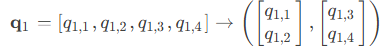 q₁ = [q₁,₁, q₁,₂, q₁,₃, q₁,₄] → ([q₁,₁ q₁,₂], [q₁,₃ q₁,₄])